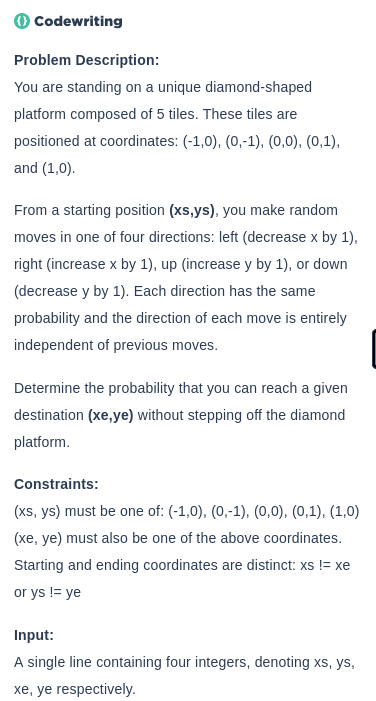 Codewriting
Problem Description:
You are standing on a unique diamond-shaped
platform composed of 5 tiles. These tiles are
positioned at coordinates: (-1,0), (0,-1), (0,0), (0,1),
and (1,0).
From a starting position (xs,ys), you make random
moves in one of four directions: left (decrease x by 1),
right (increase x by 1), up (increase y by 1), or down
(decrease y by 1). Each direction has the same
probability and the direction of each move is entirely
independent of previous moves.
Determine the probability that you can reach a given
destination (xe,ye) without stepping off the diamond
platform.
Constraints:
(xs, ys) must be one of: (-1,0), (0,-1), (0,0), (0,1), (1,0)
(xe, ye) must also be one of the above coordinates.
Starting and ending coordinates are distinct: xs != xe
or ys != ye
Input:
A single line containing four integers, denoting xs, ys,
xe, ye respectively.